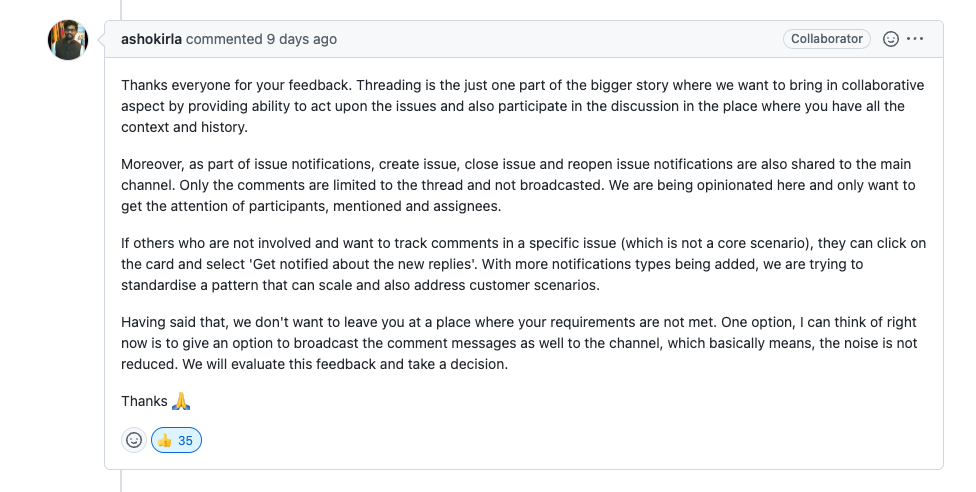 ashokirla commented 9 days ago Collaborator
Thanks everyone for your feedback. Threading is the just one part of the bigger story where we want to bring in collaborative
aspect by providing ability to act upon the issues and also participate in the discussion in the place where you have all the
context and history.
Moreover, as part of issue notifications, create issue, close issue and reopen issue notifications are also shared to the main
channel. Only the comments are limited to the thread and not broadcasted. We are being opinionated here and only want to
get the attention of participants, mentioned and assignees.
If others who are not involved and want to track comments in a specific issue (which is not a core scenario), they can click on
the card and select 'Get notified about the new replies'. With more notifications types being added, we are trying to
standardise a pattern that can scale and also address customer scenarios.
Having said that, we don't want to leave you at a place where your requirements are not met. One option, I can think of right
now is to give an option to broadcast the comment messages as well to the channel, which basically means, the noise is not
reduced. We will evaluate this feedback and take a decision.
Thanks 🙏
👍 35